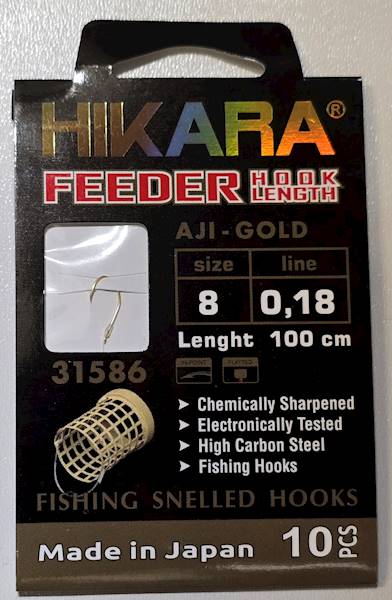 HIKARA®
FEEDER HOOK LENGTH
AJI-GOLD
size line
8 0,18
Lenght 100 cm
31586
➤ Chemically Sharpened
➤ Electronically Tested
➤ High Carbon Steel
➤ Fishing Hooks
FISHING SNELLED HOOKS
Made in Japan 10 PCS